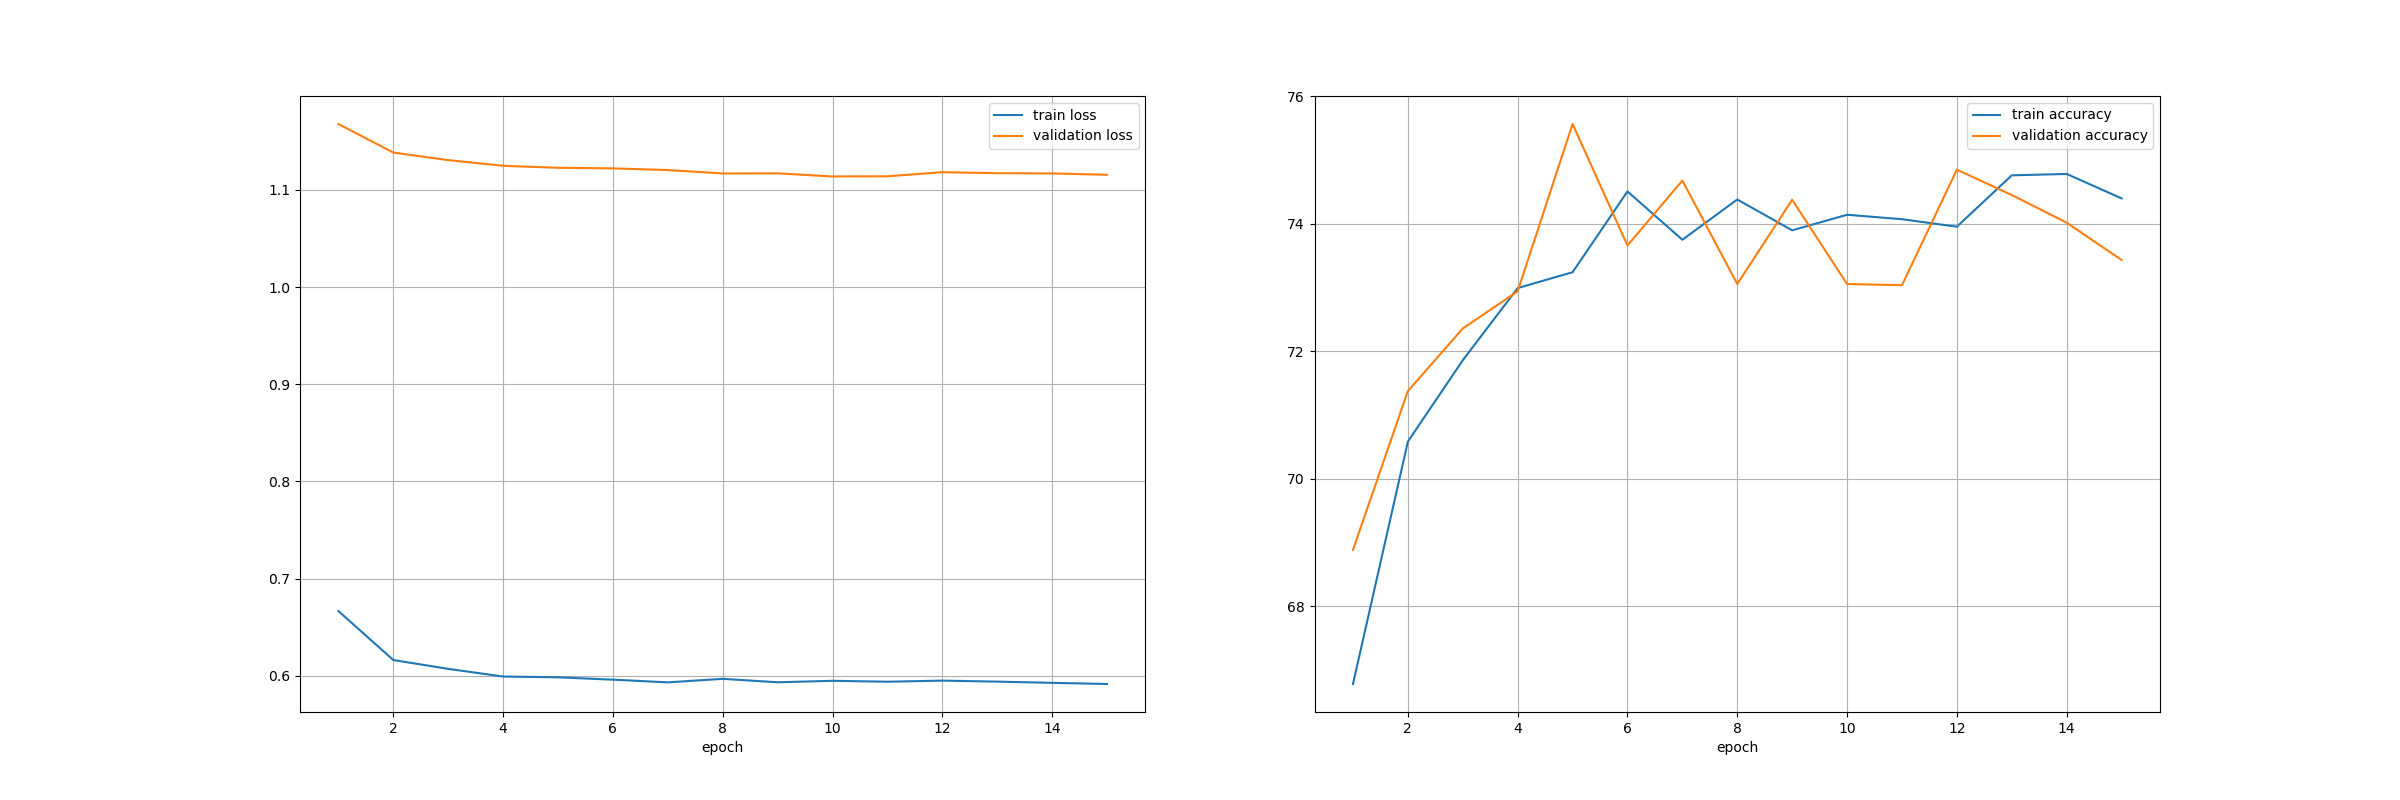 train loss
validation loss
1.1
1.0
0.9
0.8
0.7
0.6
2 4 6 8 10 12 14
epoch
train accuracy
validation accuracy
76
74
72
70
68
2 4 6 8 10 12 14
epoch